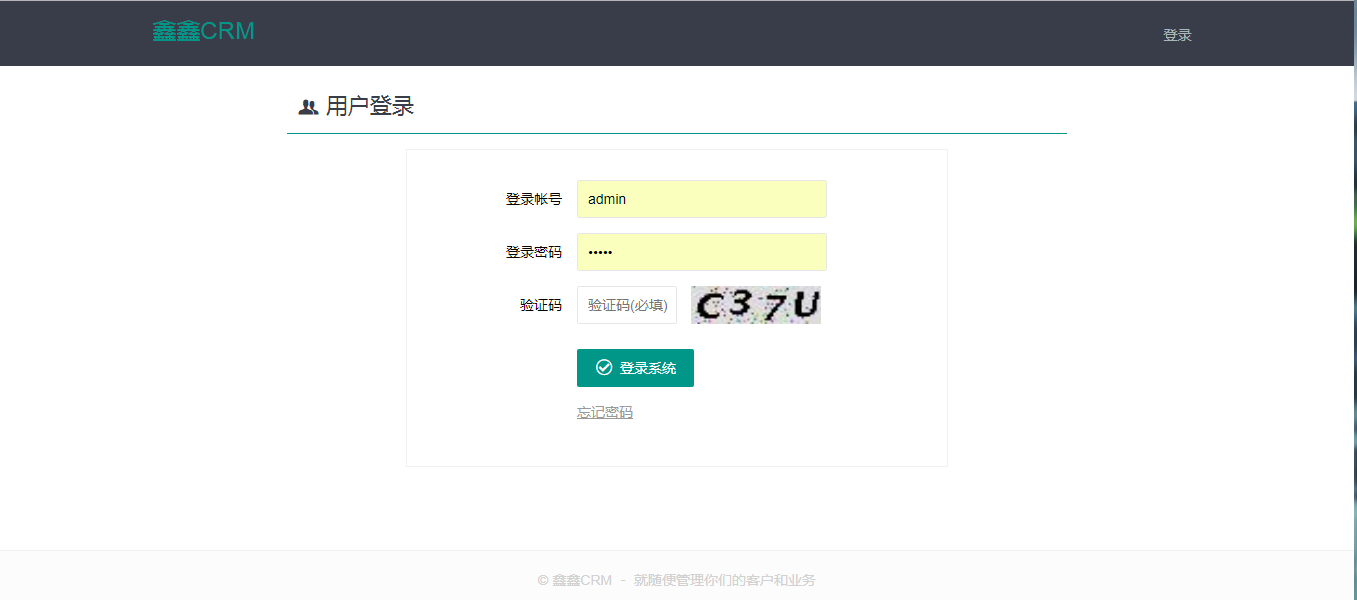 鑫鑫CRM
登录
用户登录
登录帐号 admin
登录密码 •••••
验证码 验证码(必填) C37U
登录系统
忘记密码
© 鑫鑫CRM - 就随便管理你们的客户和业务